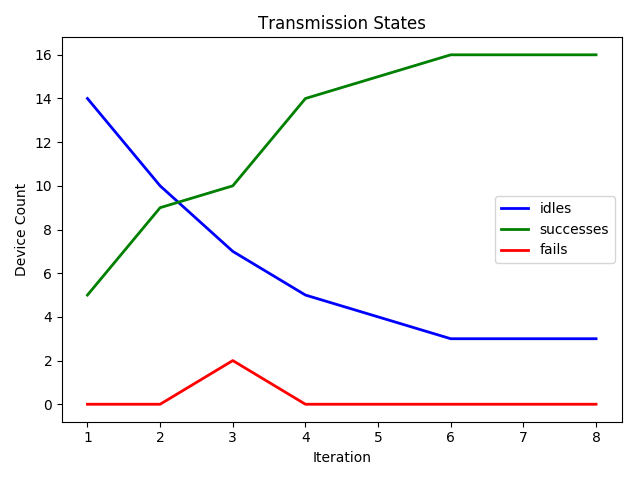 Transmission States
16
14
12
10
8
6
4
2
0
Device Count
idles
successes
fails
1 2 3 4 5 6 7 8
Iteration